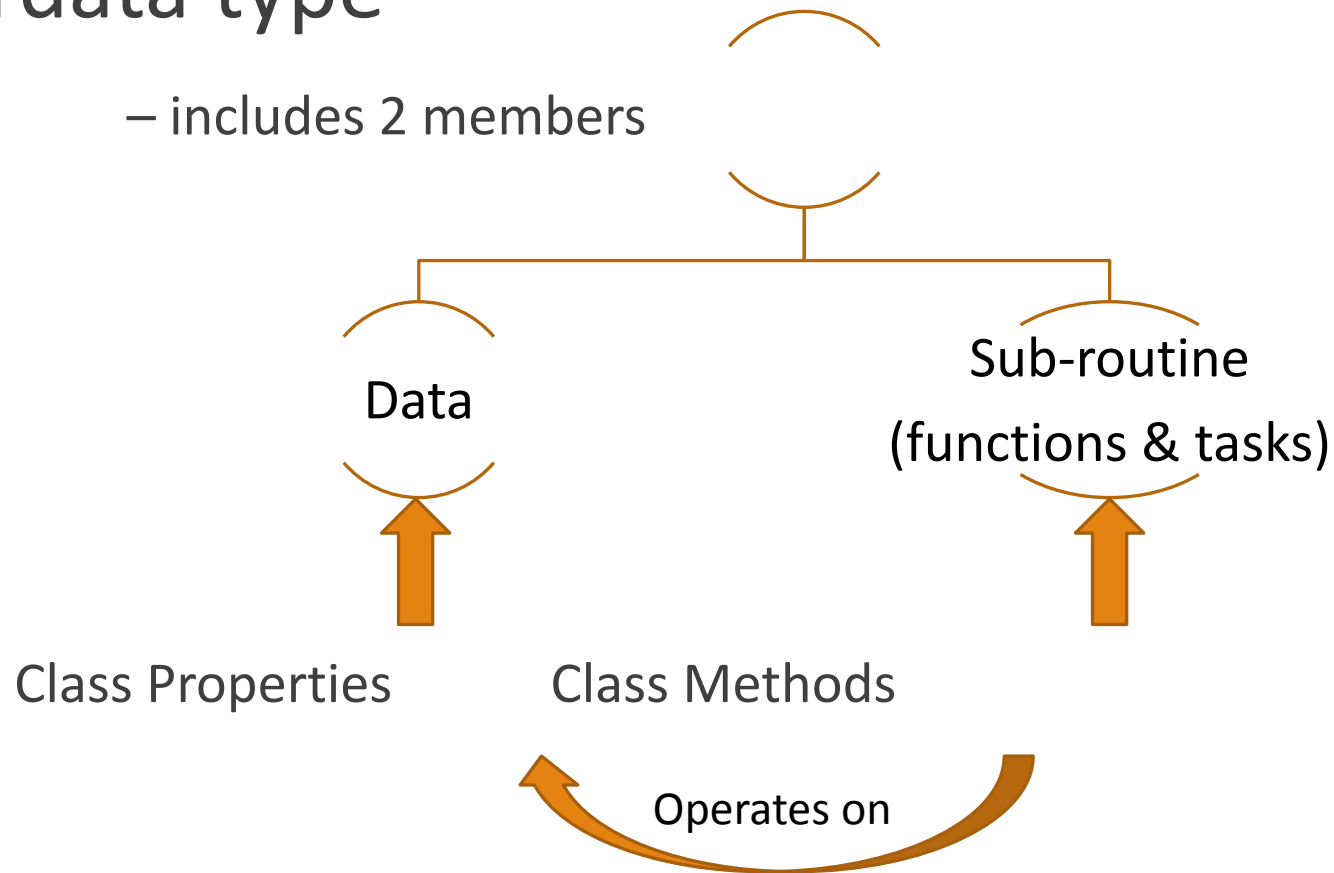 data type
– includes 2 members
Data
Sub-routine
(functions & tasks)
Class Properties
Class Methods
Operates on